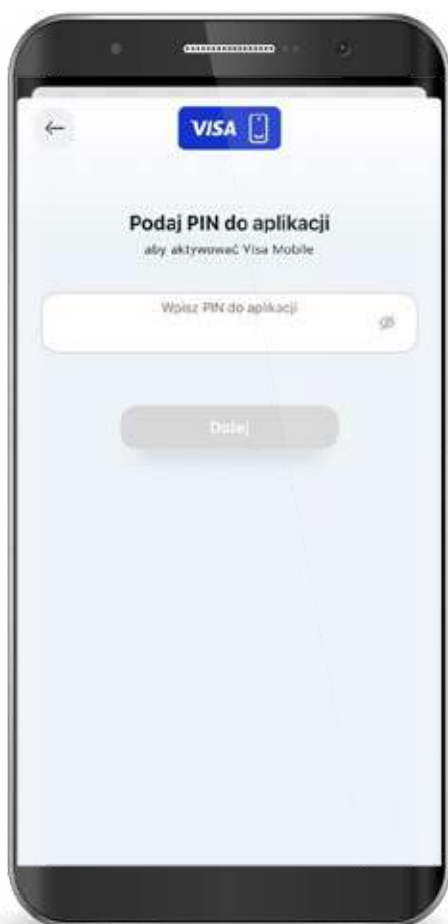 VISA
Podaj PIN do aplikacji
aby aktywować Visa Mobile
Wpisz PIN do aplikacji
Dalej